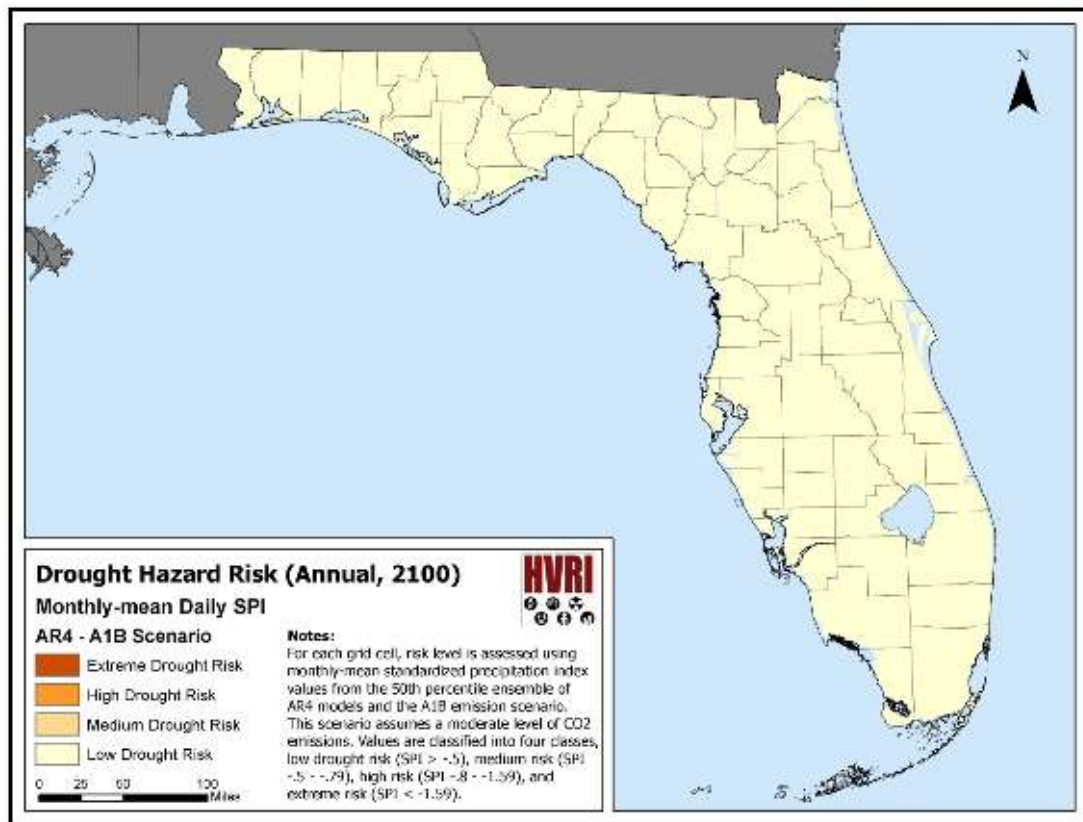 N
Drought Hazard Risk (Annual, 2100)
HVRI
Monthly-mean Daily SPI
AR4 - A1B Scenario
Extreme Drought Risk
High Drought Risk
Medium Drought Risk
Low Drought Risk
0 25 50 100
Miles
Notes:
For each grid cell, risk level is assessed using
monthly-mean standardized precipitation index
values from the 50th percentile ensemble of
AR4 models and the A1B emission scenario.
This scenario assumes a moderate level of CO2
emissions. Values are classified into four classes,
low drought risk (SPI > -.5), medium risk (SPI
-.5 - -.79), high risk (SPI -.8 - -1.59), and
extreme risk (SPI < -1.59).